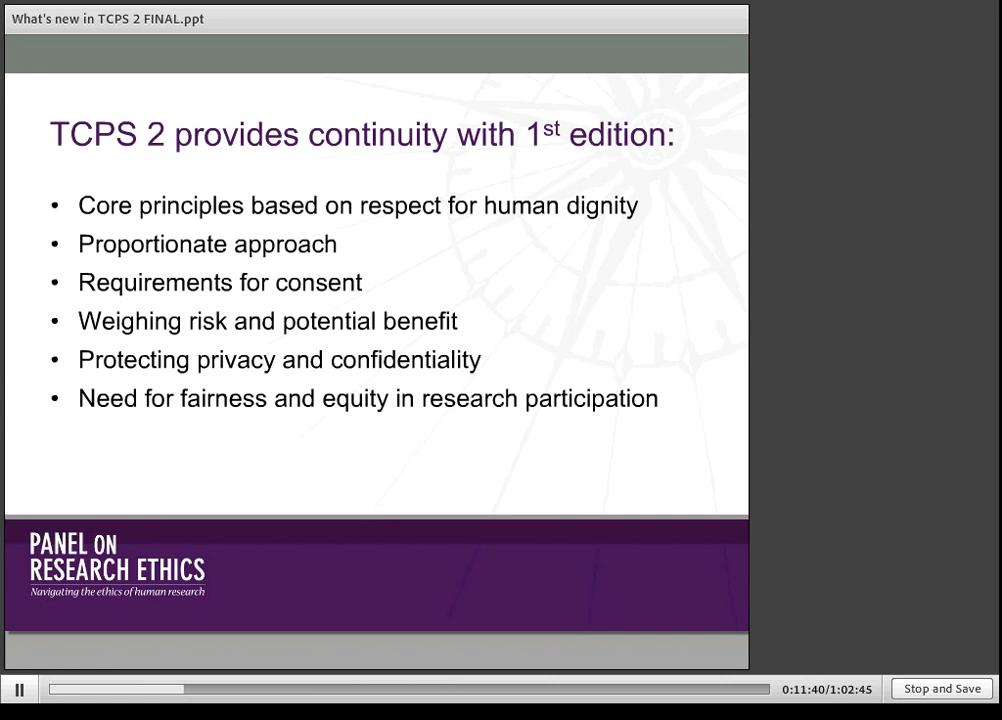 What's new in TCPS 2 FINAL.ppt
TCPS 2 provides continuity with 1st edition:
• Core principles based on respect for human dignity
• Proportionate approach
• Requirements for consent
• Weighing risk and potential benefit
• Protecting privacy and confidentiality
• Need for fairness and equity in research participation
PANEL ON
RESEARCH ETHICS
Navigating the ethics of human research
0:11:40/1:02:45
Stop and Save